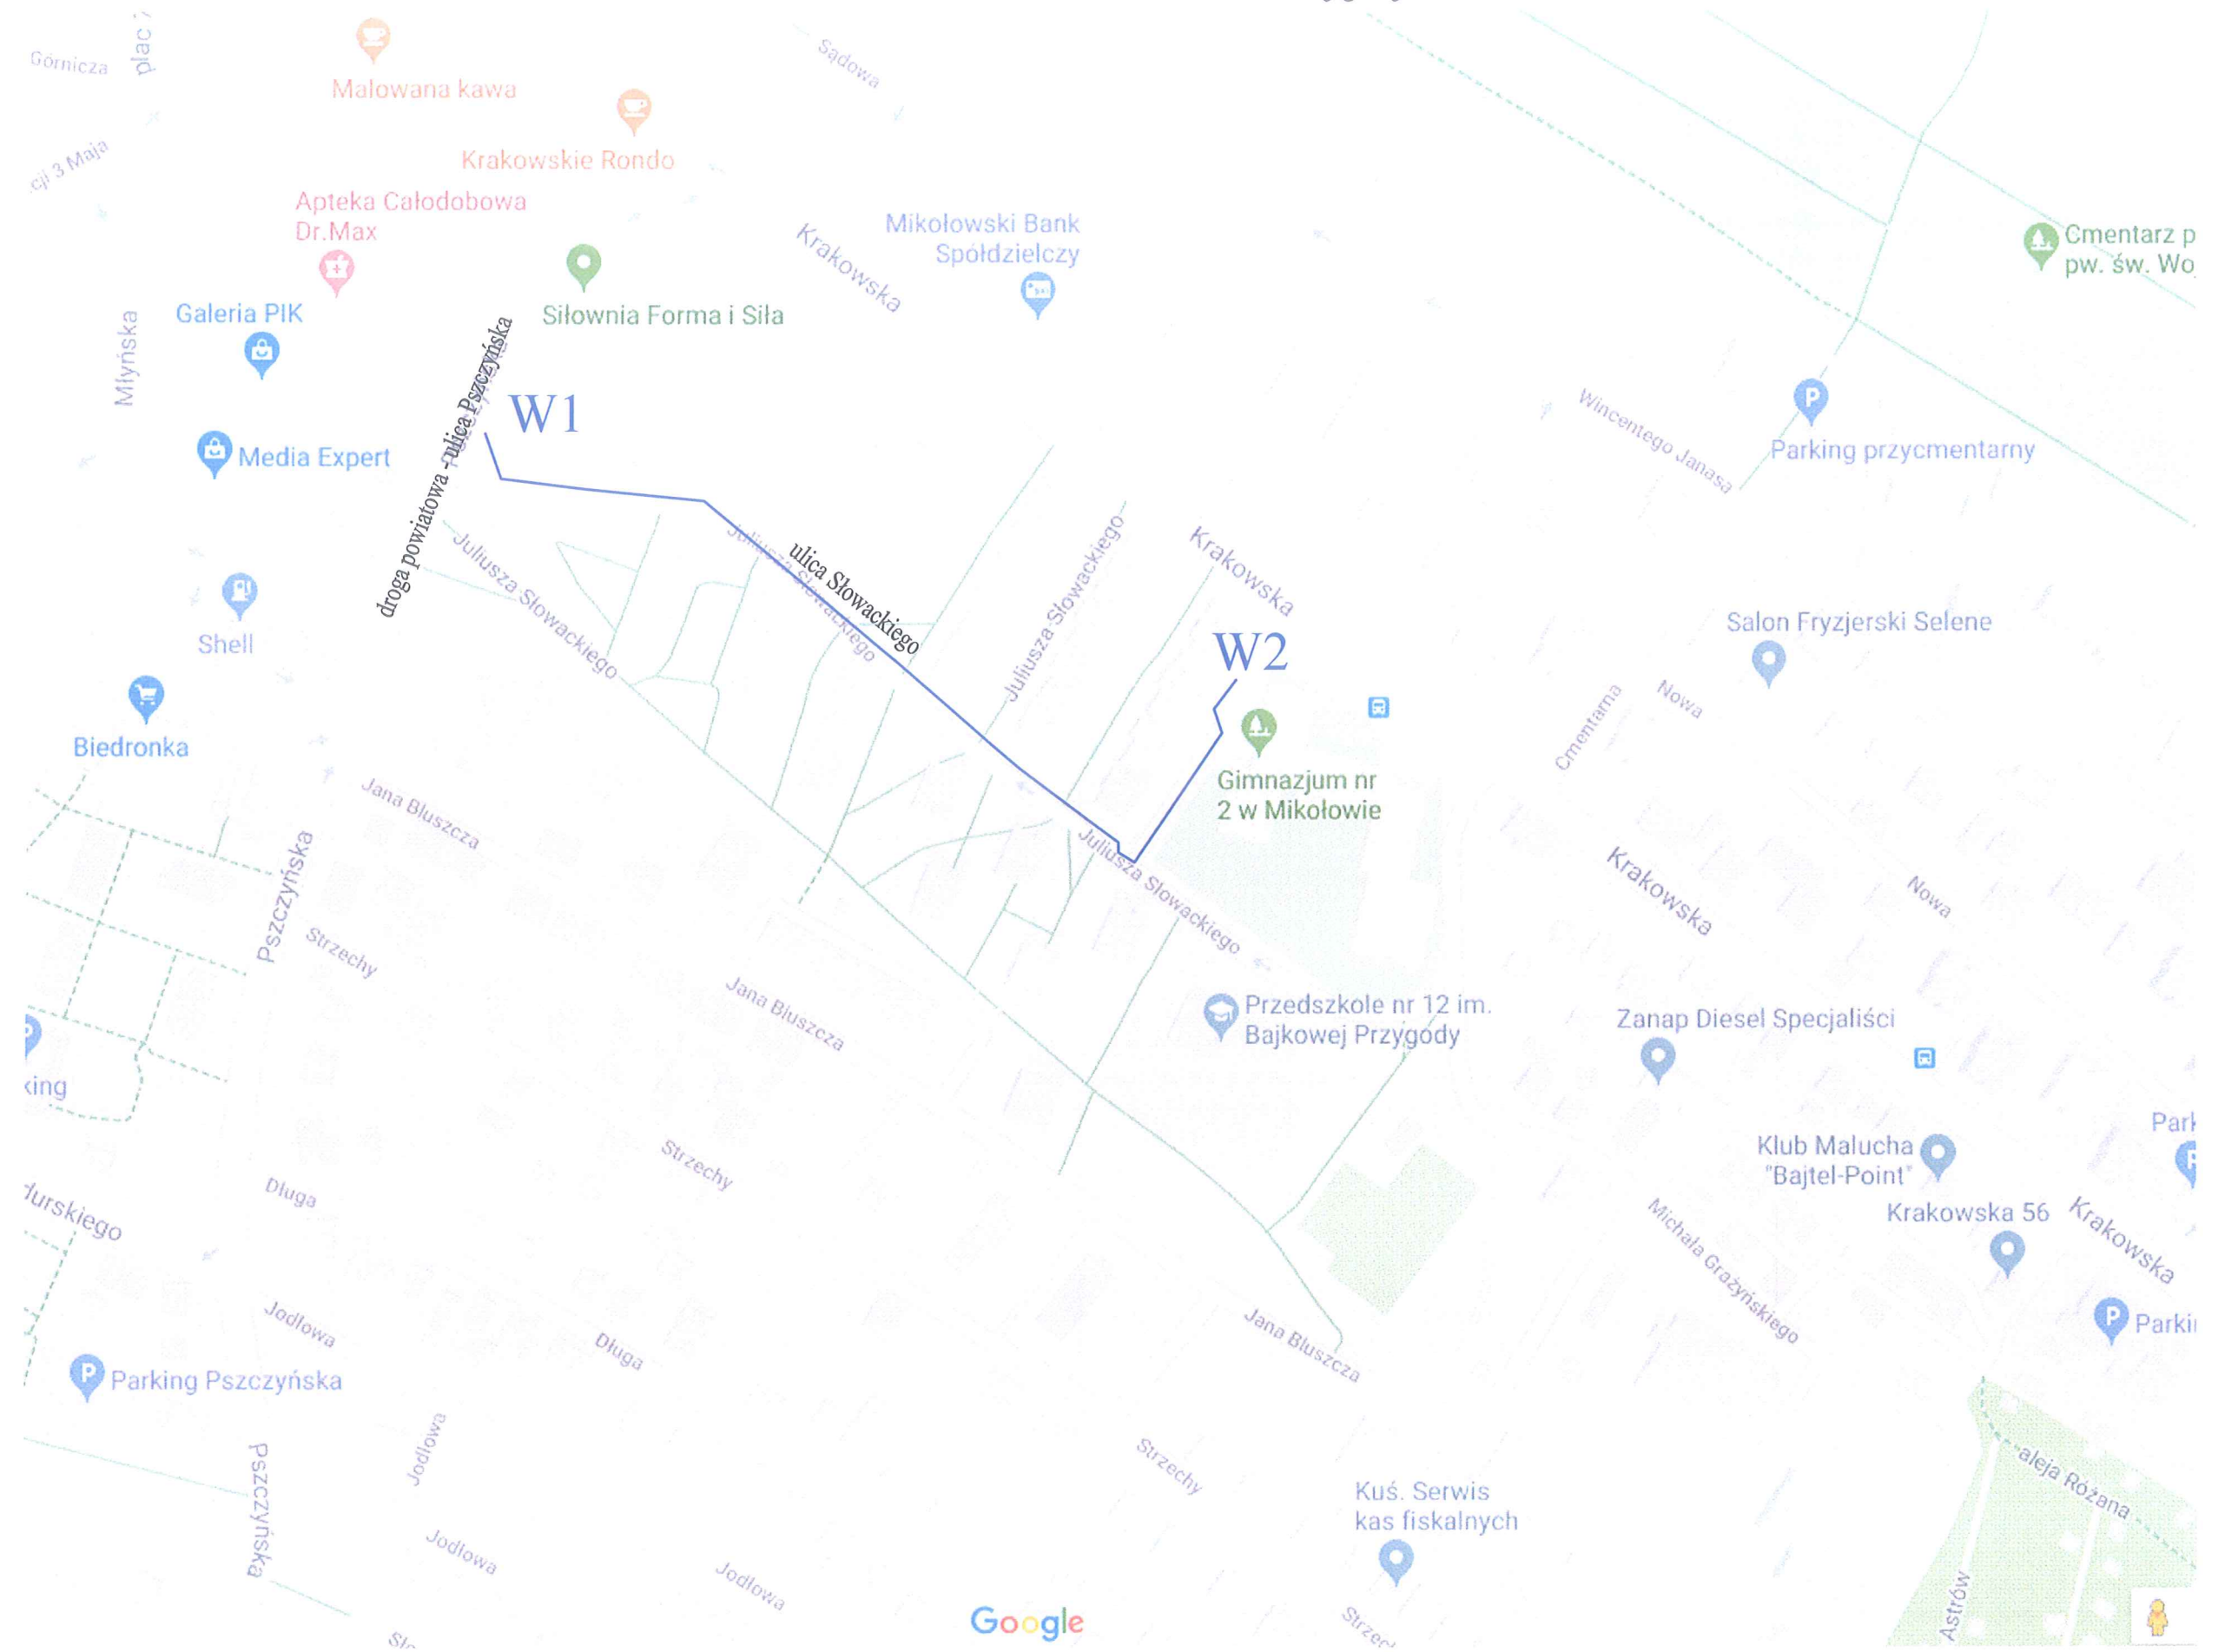 Górnicza
plac
Malowana kawa
Sądowa
Krakowskie Rondo
3 Maja
Apteka Całodobowa
Dr.Max
Mikołowski Bank
Spółdzielczy
Krakowska
Cmentarz p
pw. św. Wo
Galeria PIK
Siłownia Forma i Siła
Młyńska
droga powiatowa - ulica Pszczyńska
W1
Wincentego Janasa
Parking przycmentarny
Media Expert
Juliusza Słowackiego
Juliusza Słowackiego
ulica Słowackiego
Juliusza Słowackiego
Krakowska
W2
Shell
Salon Fryzjerski Selene
Nowa
Cmentarna
Biedronka
Gimnazjum nr
2 w Mikołowie
Jana Bluszcza
Pszczyńska
Juliusza Słowackiego
Krakowska
Nowa
Strzechy
Jana Bluszcza
Przedszkole nr 12 im.
Bajkowej Przygody
Zanap Diesel Specjaliści
king
Park
Klub Malucha
"Bajtel-Point"
Strzechy
Długa
Krakowska 56
Krakowska
Michała Grażyńskiego
Jodłowa
Długa
Jana Bluszcza
Parki
Parking Pszczyńska
Jodłowa
Pszczyńska
Strzechy
aleja Różana
Kuś. Serwis
kas fiskalnych
Jodłowa
Jodłowa
Astrów
Google